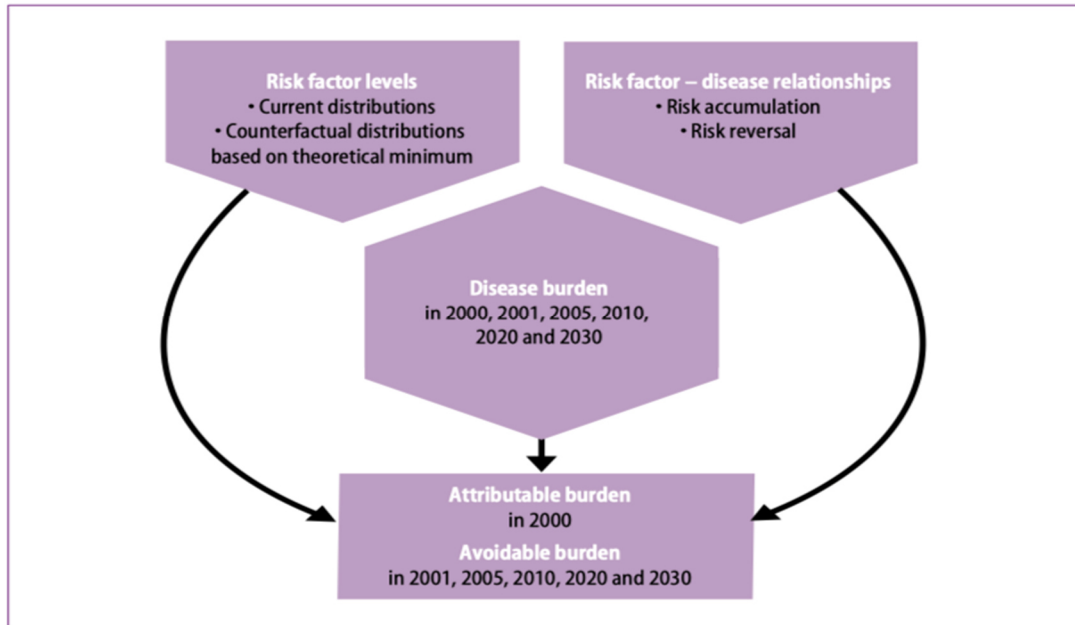 Risk factor levels
• Current distributions
• Counterfactual distributions
based on theoretical minimum
Risk factor – disease relationships
• Risk accumulation
• Risk reversal
Disease burden
in 2000, 2001, 2005, 2010,
2020 and 2030
Attributable burden
in 2000
Avoidable burden
in 2001, 2005, 2010, 2020 and 2030